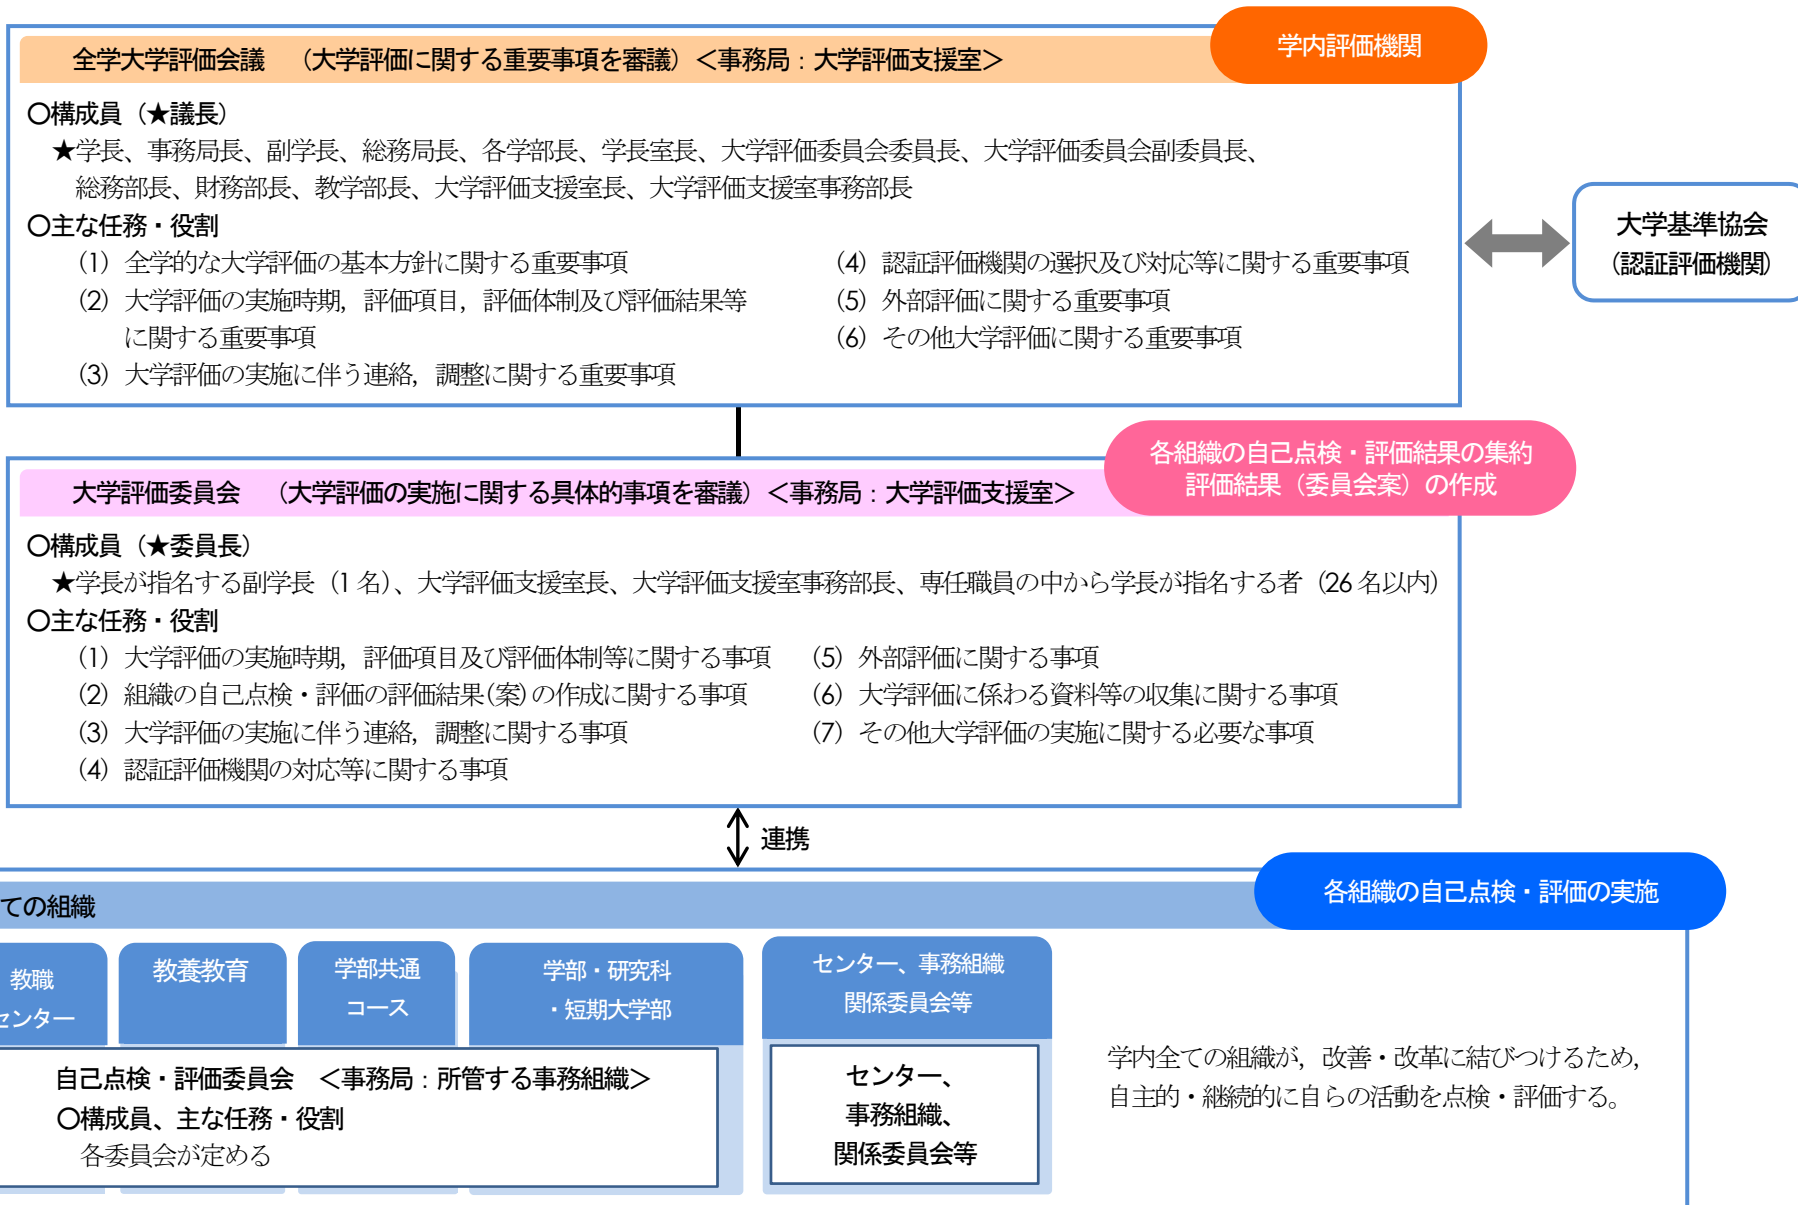 学内評価機関
全学大学評価会議 （大学評価に関する重要事項を審議）＜事務局：大学評価支援室＞
〇構成員（★議長）
★学長、事務局長、副学長、総務局長、各学部長、学長室長、大学評価委員会委員長、大学評価委員会副委員長、
総務部長、財務部長、教学部長、大学評価支援室長、大学評価支援室事務部長
〇主な任務・役割
（1）全学的な大学評価の基本方針に関する重要事項
（2）大学評価の実施時期，評価項目，評価体制及び評価結果等
に関する重要事項
（3）大学評価の実施に伴う連絡，調整に関する重要事項
（4）認証評価機関の選択及び対応等に関する重要事項
（5）外部評価に関する重要事項
（6）その他大学評価に関する重要事項
大学基準協会
（認証評価機関）
各組織の自己点検・評価結果の集約
評価結果（委員会案）の作成
大学評価委員会 （大学評価の実施に関する具体的事項を審議）＜事務局：大学評価支援室＞
〇構成員（★委員長）
★学長が指名する副学長（1名）、大学評価支援室長、大学評価支援室事務部長、専任職員の中から学長が指名する者（26名以内）
〇主な任務・役割
（1）大学評価の実施時期，評価項目及び評価体制等に関する事項
（2）組織の自己点検・評価の評価結果(案)の作成に関する事項
（3）大学評価の実施に伴う連絡，調整に関する事項
（4）認証評価機関の対応等に関する事項
（5）外部評価に関する事項
（6）大学評価に係わる資料等の収集に関する事項
（7）その他大学評価の実施に関する必要な事項
連携
各組織の自己点検・評価の実施
ての組織
教職
センター
教養教育
学部共通
コース
学部・研究科
・短期大学部
センター、事務組織
関係委員会等
自己点検・評価委員会 ＜事務局：所管する事務組織＞
〇構成員、主な任務・役割
各委員会が定める
センター、
事務組織、
関係委員会等
学内全ての組織が，改善・改革に結びつけるため，
自主的・継続的に自らの活動を点検・評価する。